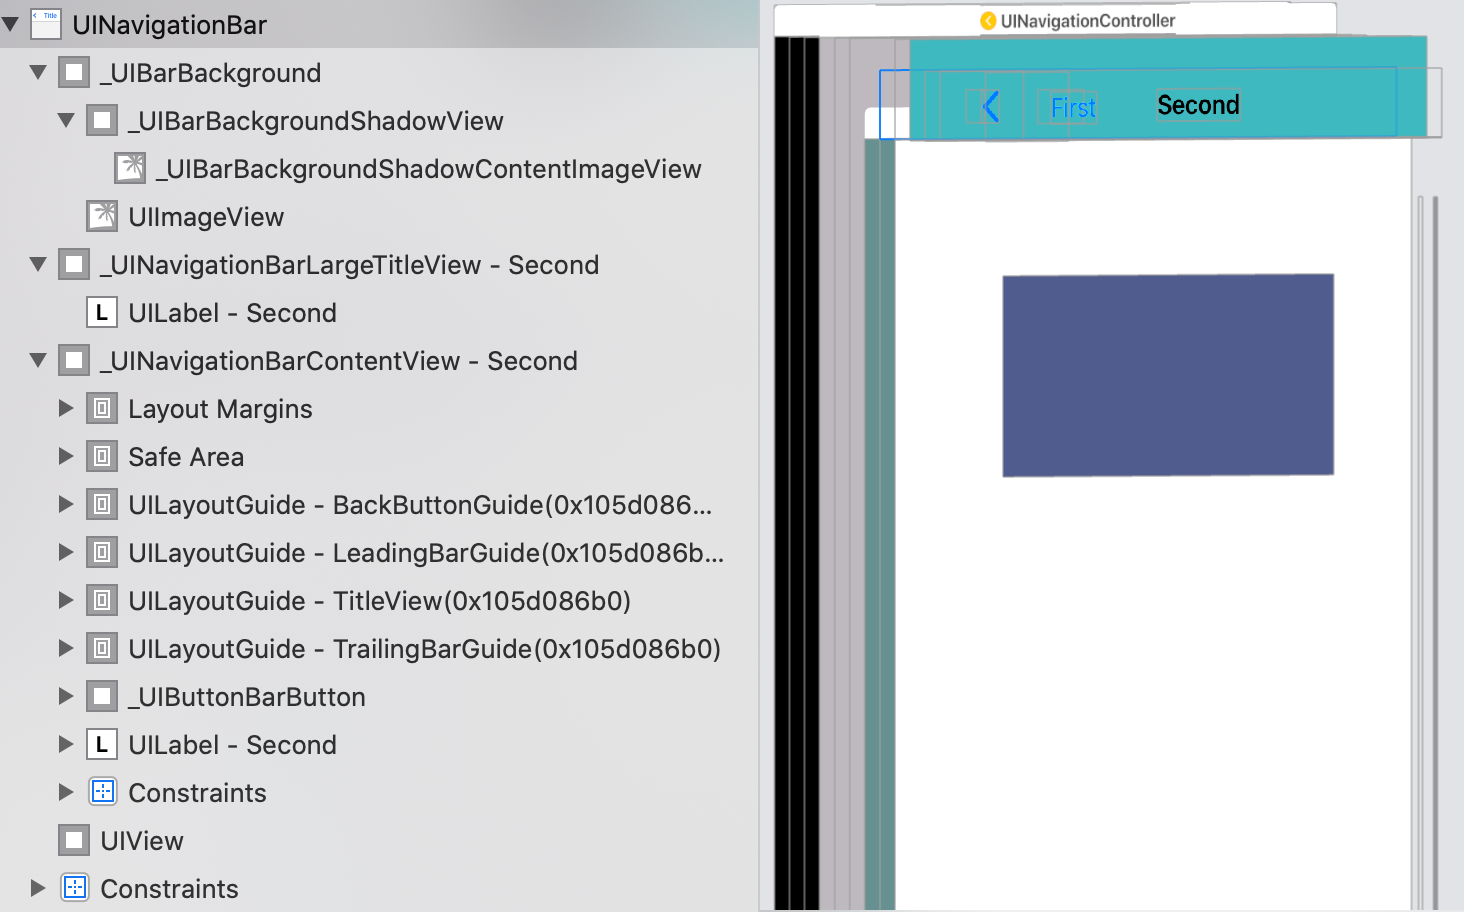 UINavigationBar
_UIBarBackground
_UIBarBackgroundShadowView
_UIBarBackgroundShadowContentImageView
UIImageView
_UINavigationBarLargeTitleView - Second
L UILabel - Second
_UINavigationBarContentView - Second
Layout Margins
Safe Area
UILayoutGuide - BackButtonGuide(0x105d086...
UILayoutGuide - LeadingBarGuide(0x105d086b...
UILayoutGuide - TitleView(0x105d086b0)
UILayoutGuide - TrailingBarGuide(0x105d086b0)
_UIButtonBarButton
L UILabel - Second
Constraints
UIView
Constraints
UINavigationController
First Second
Title